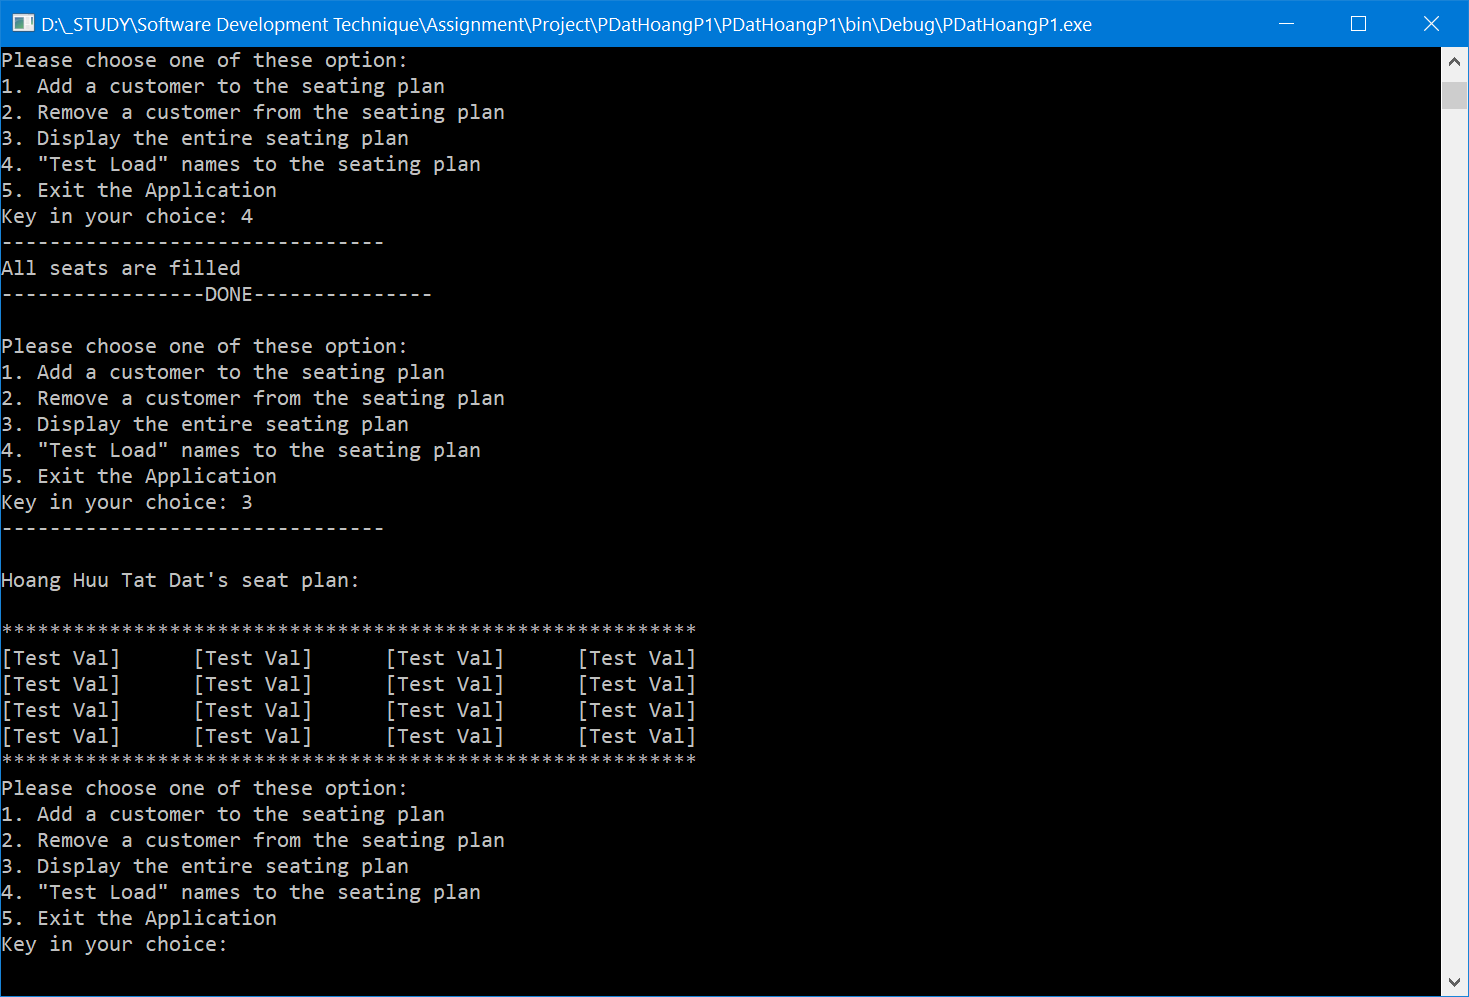 D:\_STUDY\Software Development Technique\Assignment\Project\PDatHoangP1\PDatHoangP1\bin\Debug\PDatHoangP1.exe
Please choose one of these option:
1. Add a customer to the seating plan
2. Remove a customer from the seating plan
3. Display the entire seating plan
4. "Test Load" names to the seating plan
5. Exit the Application
Key in your choice: 4
--------------------------------
All seats are filled
-----------------DONE---------------

Please choose one of these option:
1. Add a customer to the seating plan
2. Remove a customer from the seating plan
3. Display the entire seating plan
4. "Test Load" names to the seating plan
5. Exit the Application
Key in your choice: 3
--------------------------------

Hoang Huu Tat Dat's seat plan:

**********************************************************
[Test Val]      [Test Val]      [Test Val]      [Test Val]
[Test Val]      [Test Val]      [Test Val]      [Test Val]
[Test Val]      [Test Val]      [Test Val]      [Test Val]
[Test Val]      [Test Val]      [Test Val]      [Test Val]
**********************************************************
Please choose one of these option:
1. Add a customer to the seating plan
2. Remove a customer from the seating plan
3. Display the entire seating plan
4. "Test Load" names to the seating plan
5. Exit the Application
Key in your choice: